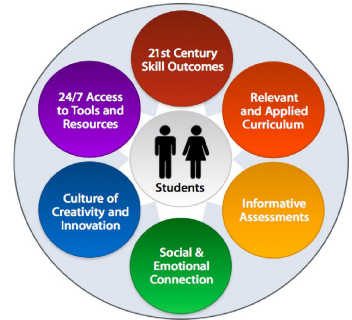 21st Century
Skill Outcomes
Relevant
and Applied
Curriculum
Informative
Assessments
Social &
Emotional
Connection
Culture of
Creativity and
Innovation
24/7 Access
to Tools and
Resources
Students